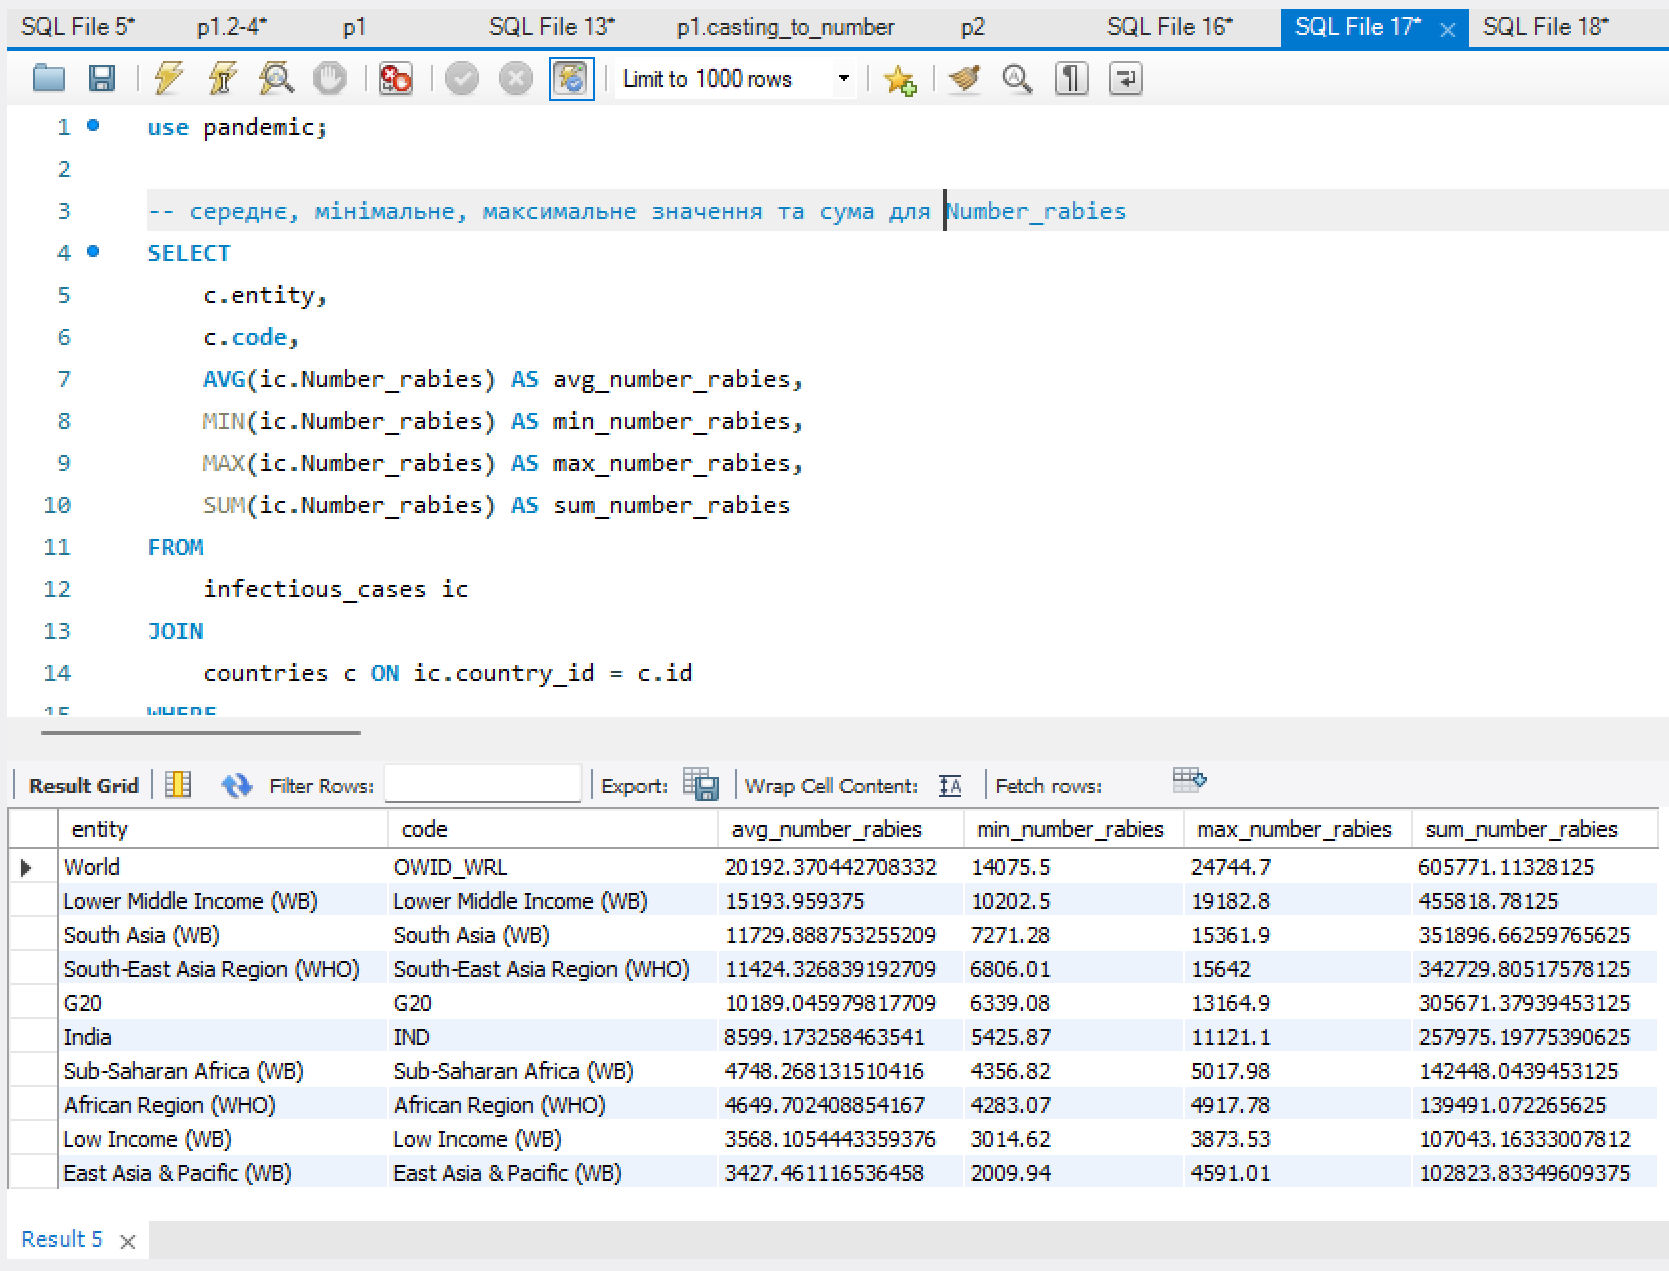 SQL File 5* p1.2-4* p1 SQL File 13* p1.casting_to_number p2 SQL File 16* SQL File 17* SQL File 18*
Limit to 1000 rows
1 use pandemic;
2
3 -- середнє, мінімальне, максимальне значення та сума для Number_rabies
4 SELECT
5 c.entity,
6 c.code,
7 AVG(ic.Number_rabies) AS avg_number_rabies,
8 MIN(ic.Number_rabies) AS min_number_rabies,
9 MAX(ic.Number_rabies) AS max_number_rabies,
10 SUM(ic.Number_rabies) AS sum_number_rabies
11 FROM
12 infectious_cases ic
13 JOIN
14 countries c ON ic.country_id = c.id
15 WHERE
Result Grid Filter Rows: Export: Wrap Cell Content: Fetch rows:
entity code avg_number_rabies min_number_rabies max_number_rabies sum_number_rabies
World OWID_WRL 20192.370442708332 14075.5 24744.7 605771.11328125
Lower Middle Income (WB) Lower Middle Income (WB) 15193.959375 10202.5 19182.8 455818.78125
South Asia (WB) South Asia (WB) 11729.888753255209 7271.28 15361.9 351896.66259765625
South-East Asia Region (WHO) South-East Asia Region (WHO) 11424.326839192709 6806.01 15642 342729.80517578125
G20 G20 10189.045979817709 6339.08 13164.9 305671.37939453125
India IND 8599.173258463541 5425.87 11121.1 257975.19775390625
Sub-Saharan Africa (WB) Sub-Saharan Africa (WB) 4748.268131510416 4356.82 5017.98 142448.0439453125
African Region (WHO) African Region (WHO) 4649.702408854167 4283.07 4917.78 139491.072265625
Low Income (WB) Low Income (WB) 3568.1054443359376 3014.62 3873.53 107043.16333007812
East Asia & Pacific (WB) East Asia & Pacific (WB) 3427.461116536458 2009.94 4591.01 102823.83349609375
Result 5